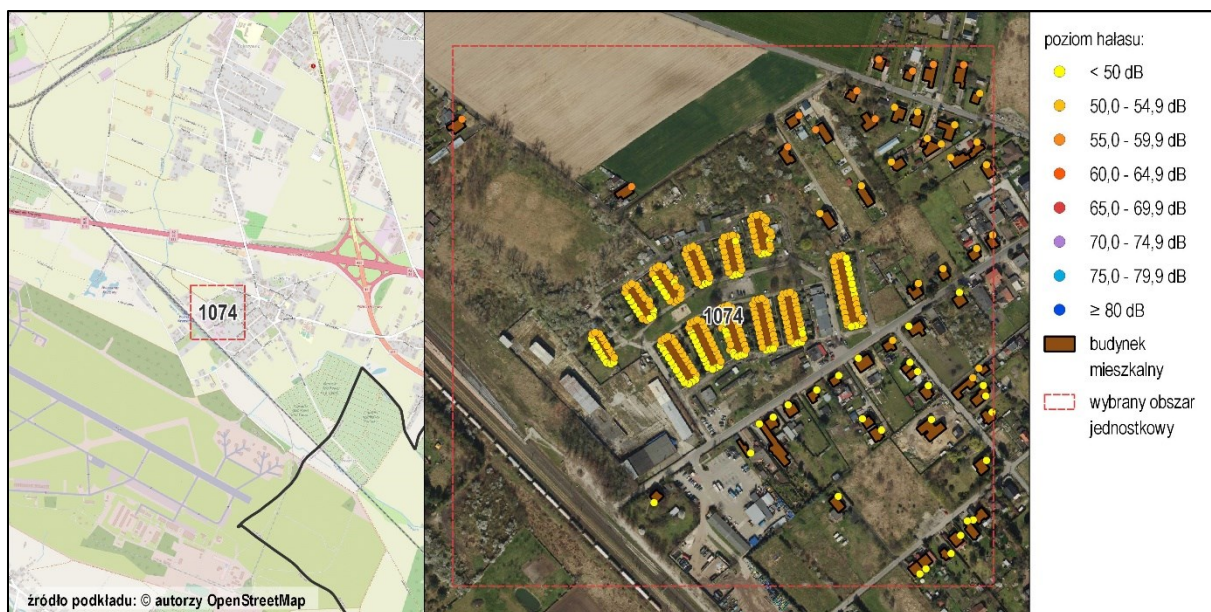 1074
źródło podkładu: © autorzy OpenStreetMap
1074
poziom hałasu:
< 50 dB
50,0 - 54,9 dB
55,0 - 59,9 dB
60,0 - 64,9 dB
65,0 - 69,9 dB
70,0 - 74,9 dB
75,0 - 79,9 dB
≥ 80 dB
budynek
mieszkalny
wybrany obszar
jednostkowy